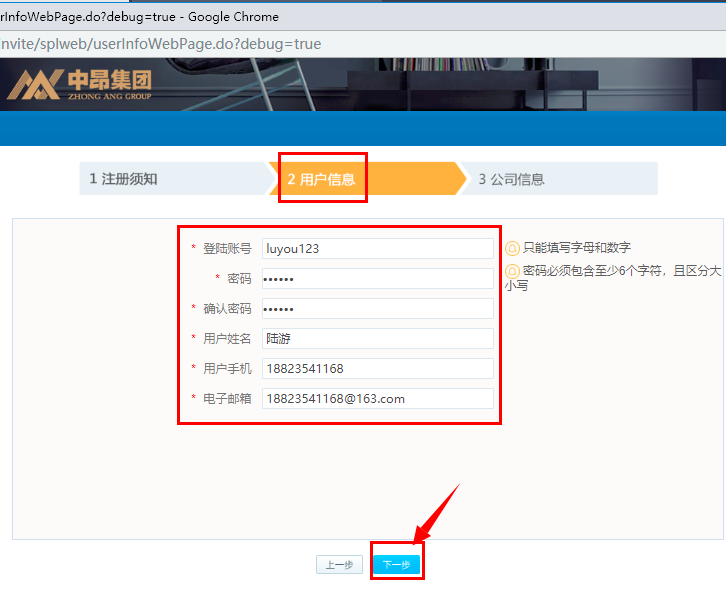 rInfoWebPage.do?debug=true - Google Chrome
nvite/splweb/userInfoWebPage.do?debug=true
中昂集团
ZHONG ANG GROUP
1 注册须知
2 用户信息
3 公司信息
* 登陆账号 luyou123
只能填写字母和数字
* 密码 ••••••
密码必须包含至少6个字符，且区分大
小写
* 确认密码 ••••••
* 用户姓名 陆游
* 用户手机 18823541168
* 电子邮箱 18823541168@163.com
上一步
下一步